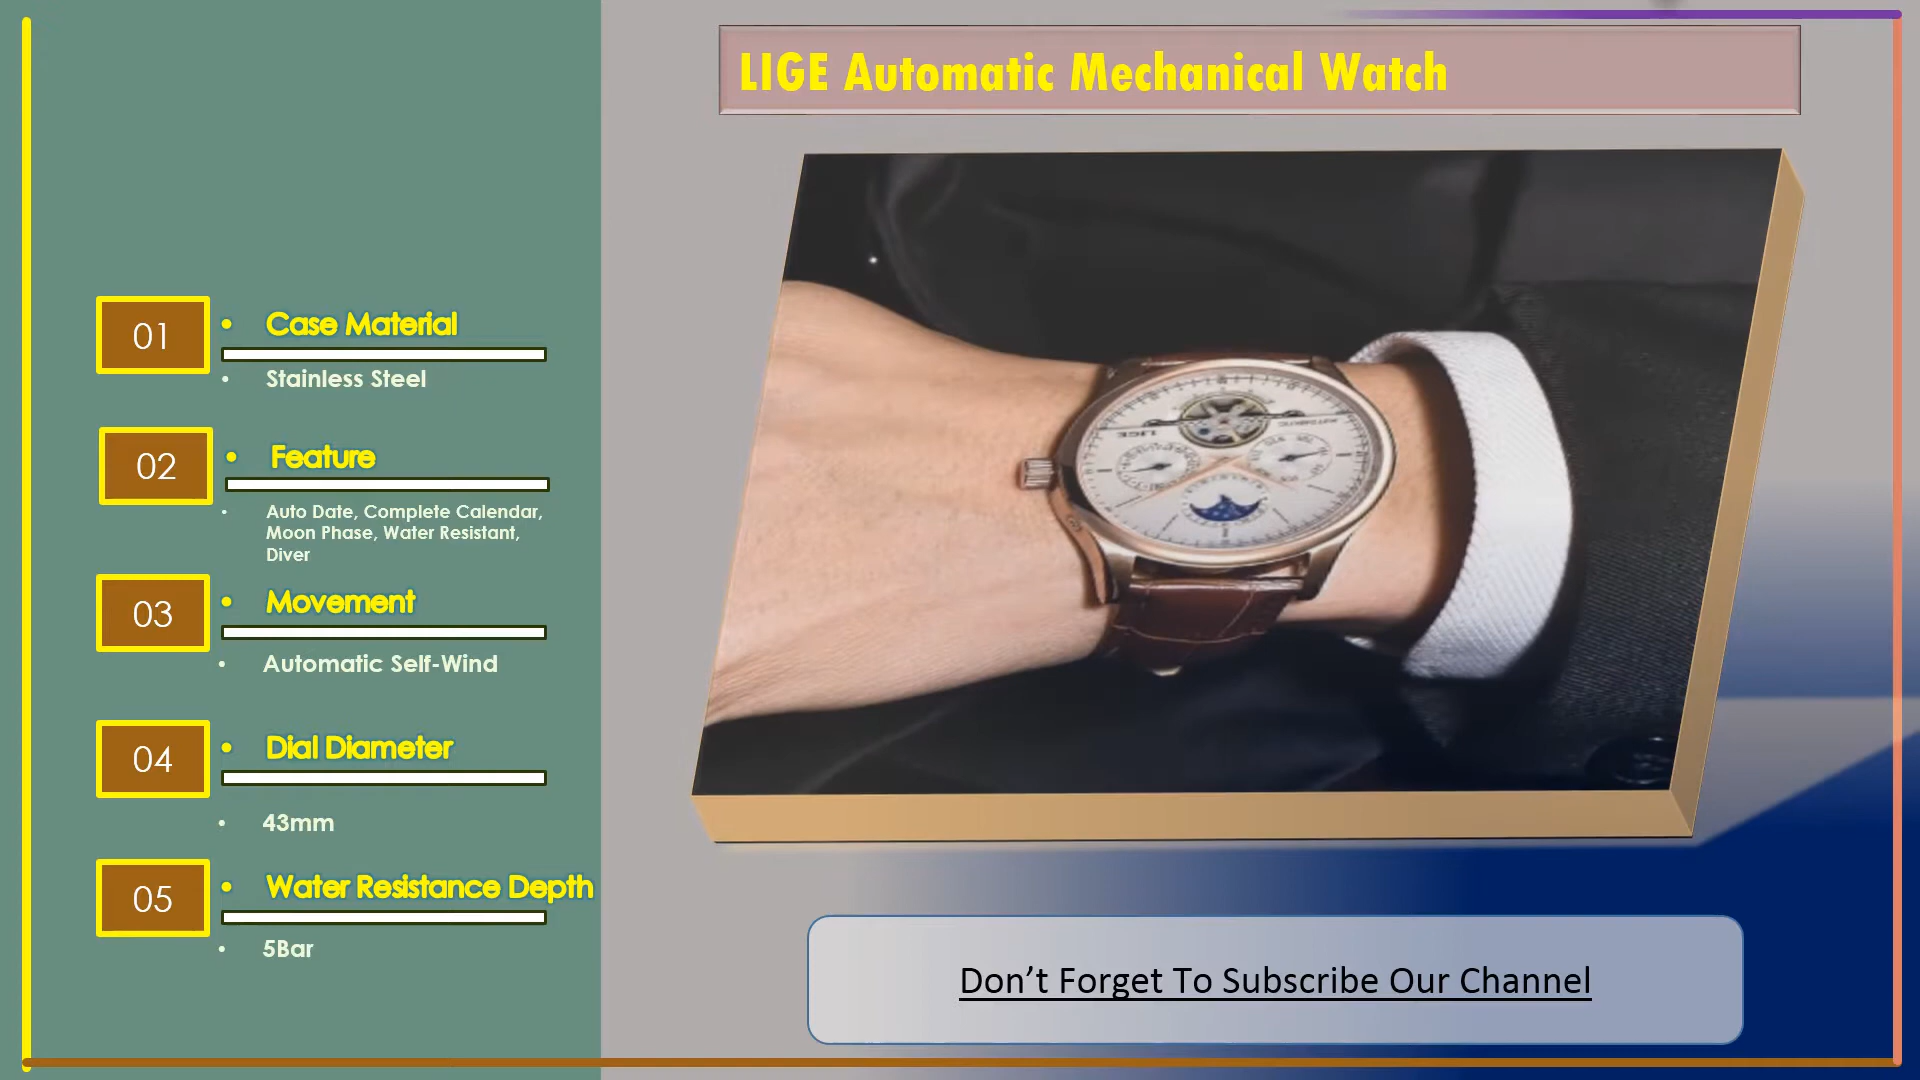 LIGE Automatic Mechanical Watch
01
• Case Material
• Stainless Steel
02
• Feature
• Auto Date, Complete Calendar,
Moon Phase, Water Resistant,
Diver
03
• Movement
• Automatic Self-Wind
04
• Dial Diameter
• 43mm
05
• Water Resistance Depth
• 5Bar
LIGE
AUTOMATIC
Don’t Forget To Subscribe Our Channel